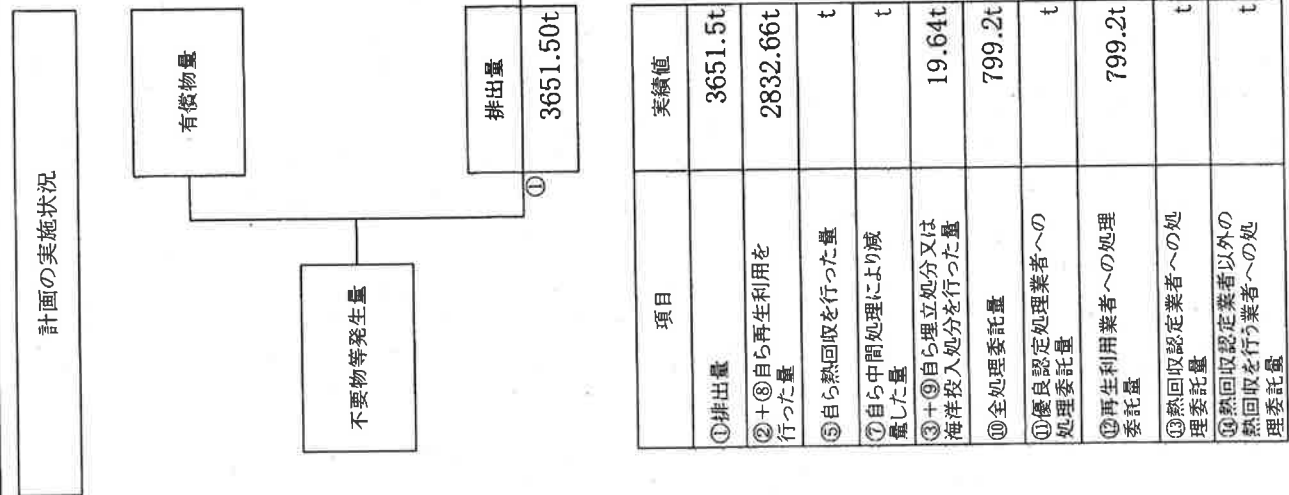 計画の実施状況
有償物量
不要物等発生量
排出量
①
3651.50t
項目
実績値
①排出量
3651.5t
②+⑧自ら再生利用を
行った量
2832.66t
⑤自ら熱回収を行った量
t
⑦自ら中間処理により減
量した量
t
③+⑨自ら埋立処分又は
海洋投入処分を行った量
19.64t
⑩全処理委託量
799.2t
⑪優良認定処理業者への
処理委託量
t
⑫再生利用業者への処理
委託量
799.2t
⑬熱回収認定業者への処
理委託量
t
⑭熱回収認定業者以外の
熱回収を行う業者への処
理委託量
t